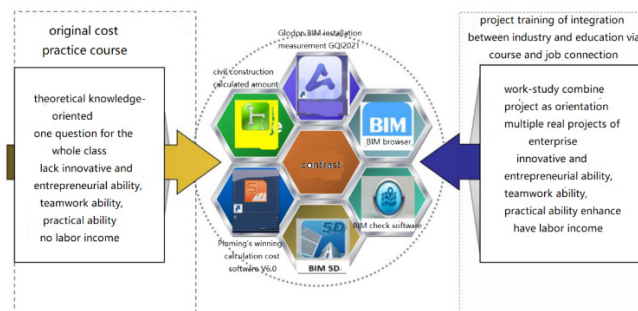 original cost
practice course
theoretical knowledge-
oriented
one question for the
whole class
lack innovative and
entrepreneurial ability,
teamwork ability,
practical ability
no labor income
Glodon BIM installation
measurement GQI2021
civil construction
calculated amount
BIM
BIM browser
contrast
BIM check software
winning
calculation cost
software V6.0
5D
BIM 5D
project training of integration
between industry and education via
course and job connection
work-study combine
project as orientation
multiple real projects of
enterprise
innovative and
entrepreneurial ability,
teamwork ability,
practical ability enhance
have labor income